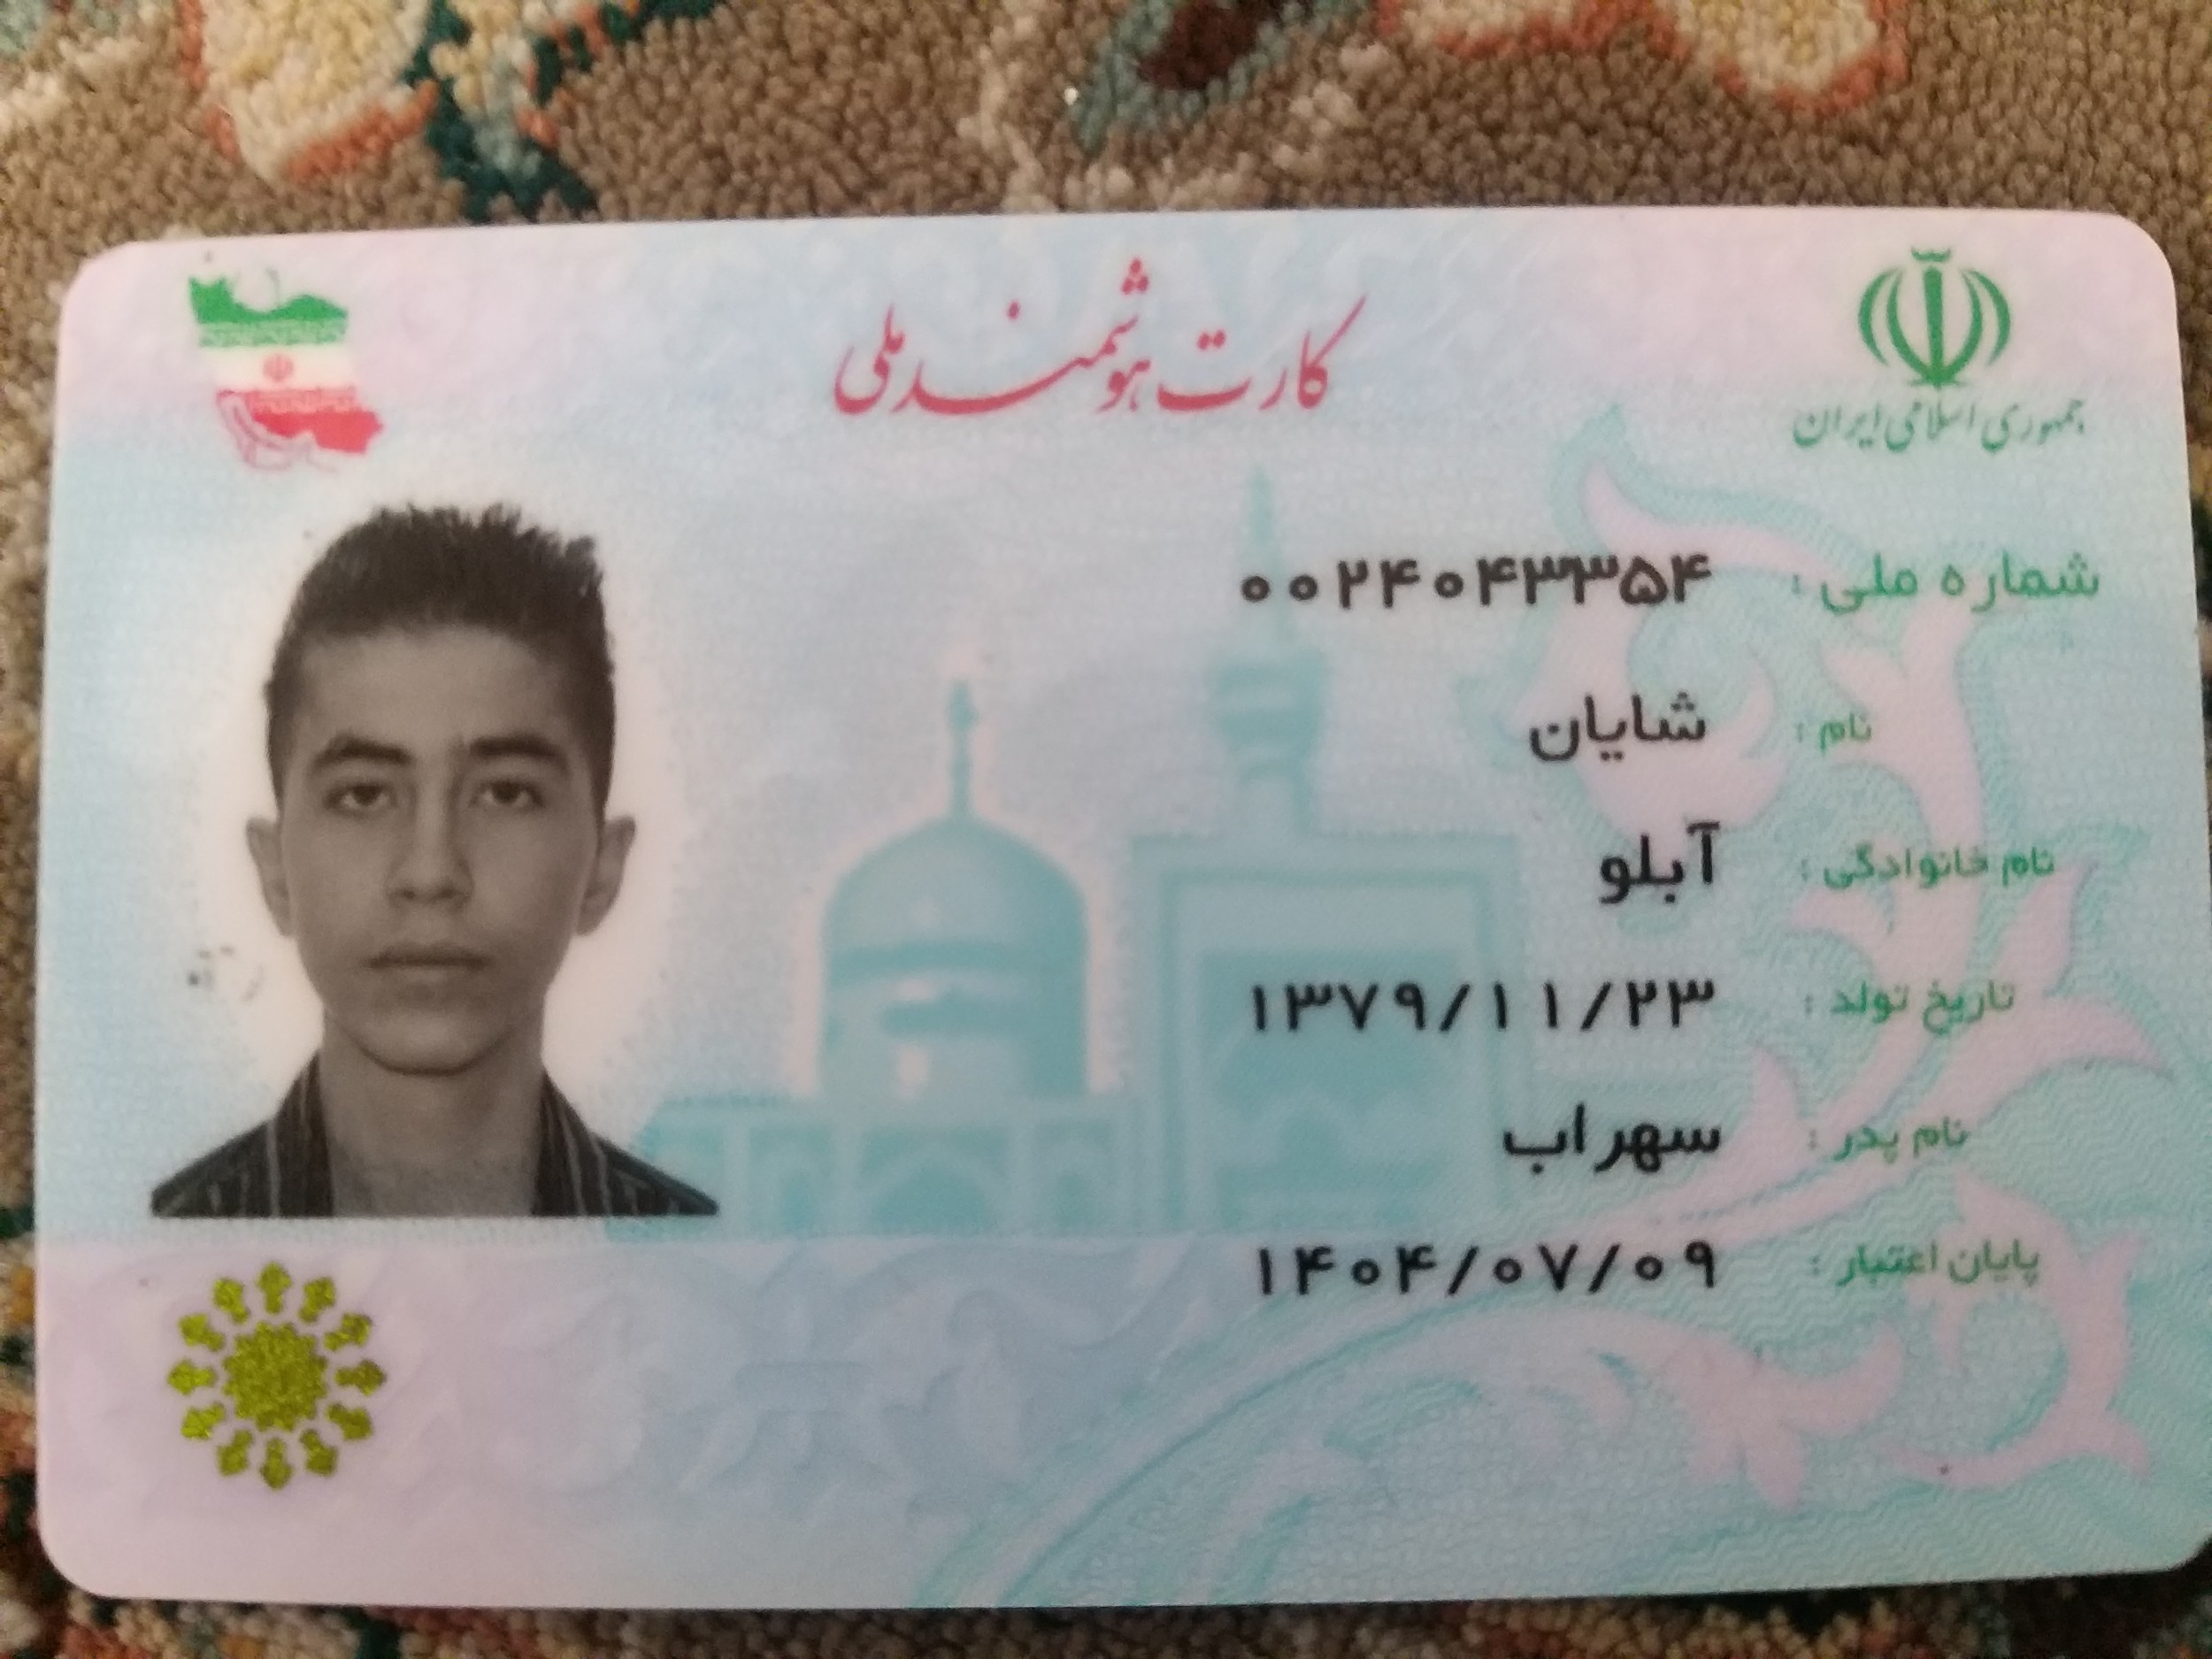 جمهوری اسلامی ایران
کارت هوشمند ملی
شماره ملی : ۰۰۲۴۰۴۳۳۵۴
نام : شایان
نام خانوادگی : آبلو
تاریخ تولد : ۱۳۷۹/۱۱/۲۳
نام پدر : سهراب
پایان اعتبار : ۱۴۰۴/۰۷/۰۹